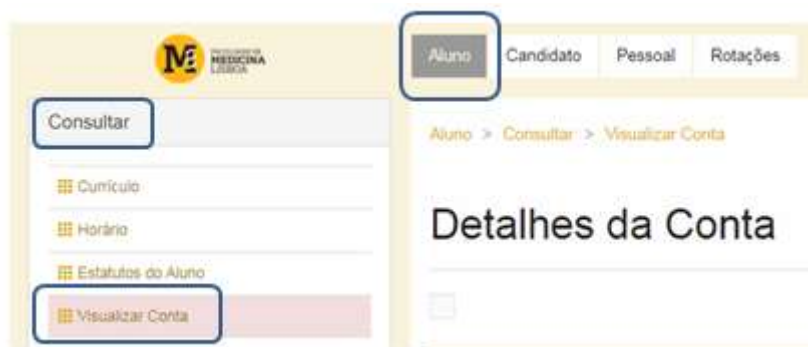 FACULDADE DE
MEDICINA
LISBOA
Aluno
Candidato
Pessoal
Rotações
Consultar
Aluno > Consultar > Visualizar Conta
Currículo
Horário
Detalhes da Conta
Estatutos do Aluno
Visualizar Conta